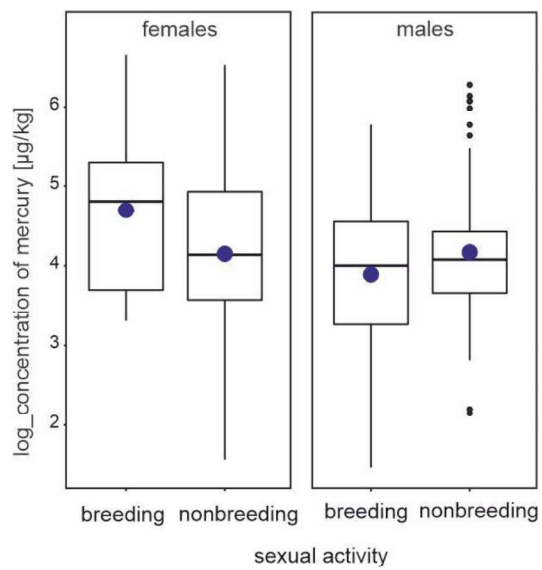 females
males
log_concentration of mercury [µg/kg]
6
5
4
3
2
breeding
nonbreeding
breeding
nonbreeding
sexual activity